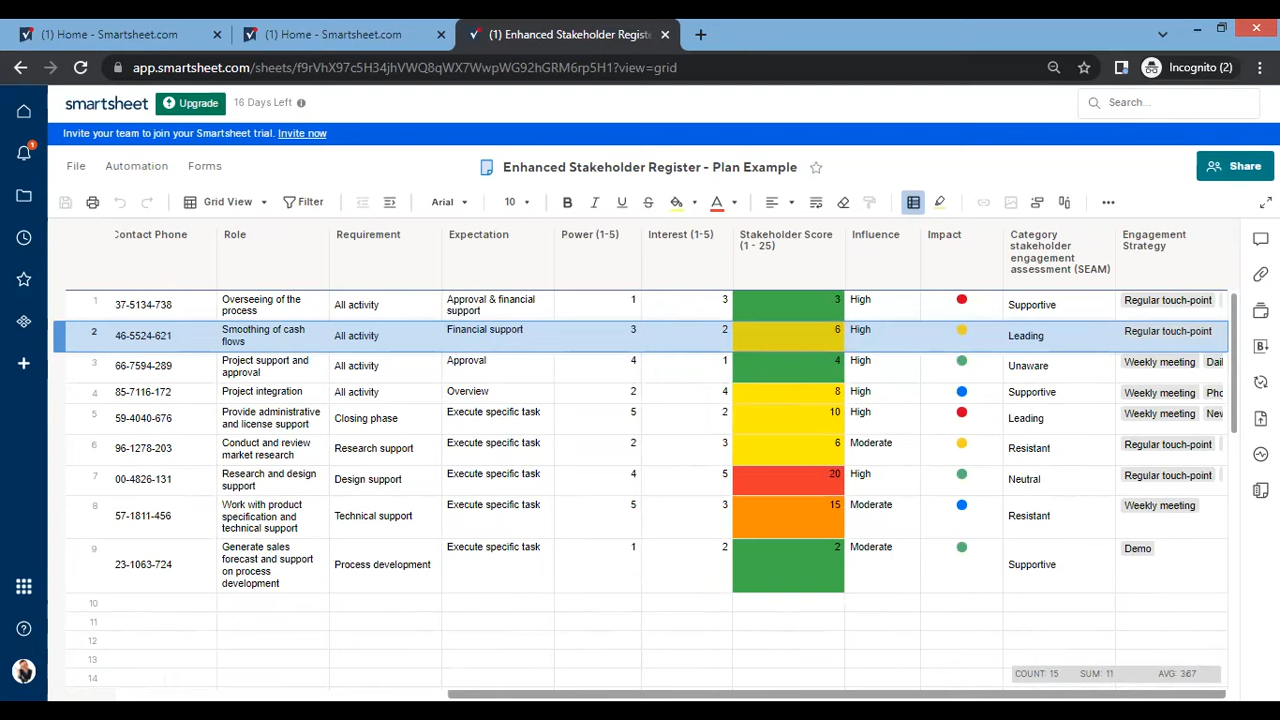 (1) Home - Smartsheet.com
(1) Home - Smartsheet.com
(1) Enhanced Stakeholder Registe
app.smartsheet.com/sheets/f9rVhX97c5H34jhVWQ8qWX7WwpWG92hGRM6rp5H1?view=grid
Incognito (2)
smartsheet
Upgrade
16 Days Left
Search...
Invite your team to join your Smartsheet trial. Invite now
File Automation Forms
Enhanced Stakeholder Register - Plan Example
Share
Grid View Filter Arial 10
Contact Phone Role Requirement Expectation Power (1-5) Interest (1-5) Stakeholder Score (1 - 25) Influence Impact Category stakeholder engagement assessment (SEAM) Engagement Strategy
1 37-5134-738 Overseeing of the process All activity Approval & financial support 1 3 3 High Supportive Regular touch-point
2 46-5524-621 Smoothing of cash flows All activity Financial support 3 2 6 High Leading Regular touch-point
3 66-7594-289 Project support and approval All activity Approval 4 1 4 High Unaware Weekly meeting Dail
4 85-7116-172 Project integration All activity Overview 2 4 8 High Supportive Weekly meeting Pho
5 59-4040-676 Provide administrative and license support Closing phase Execute specific task 5 2 10 High Leading Weekly meeting New
6 96-1278-203 Conduct and review market research Research support Execute specific task 2 3 6 Moderate Resistant Regular touch-point
7 00-4826-131 Research and design support Design support Execute specific task 4 5 20 High Neutral Regular touch-point
8 57-1811-456 Work with product specification and technical support Technical support Execute specific task 5 3 15 Moderate Resistant Weekly meeting
9 23-1063-724 Generate sales forecast and support on process development Process development Execute specific task 1 2 2 Moderate Supportive Demo
10
11
12
13
14
COUNT: 15 SUM: 11 AVG: 367